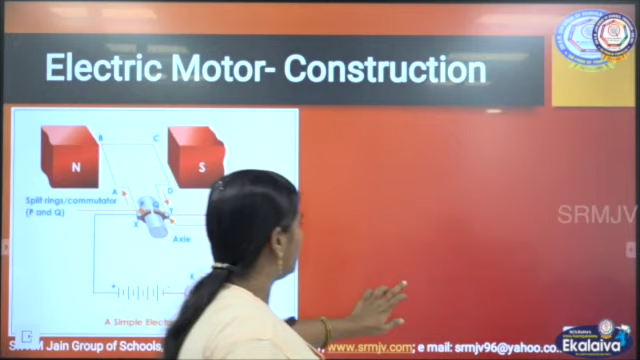 Electric Motor- Construction
B
C
N
S
A
D
Split rings/commutator
(P and Q)
P
Q
X
Axle
K
+
-
A Simple Elect
SRMJV
Jain Group of Schools,
www.srmjv.com; e mail: srmjv96@yahoo.co
Ekalaiva